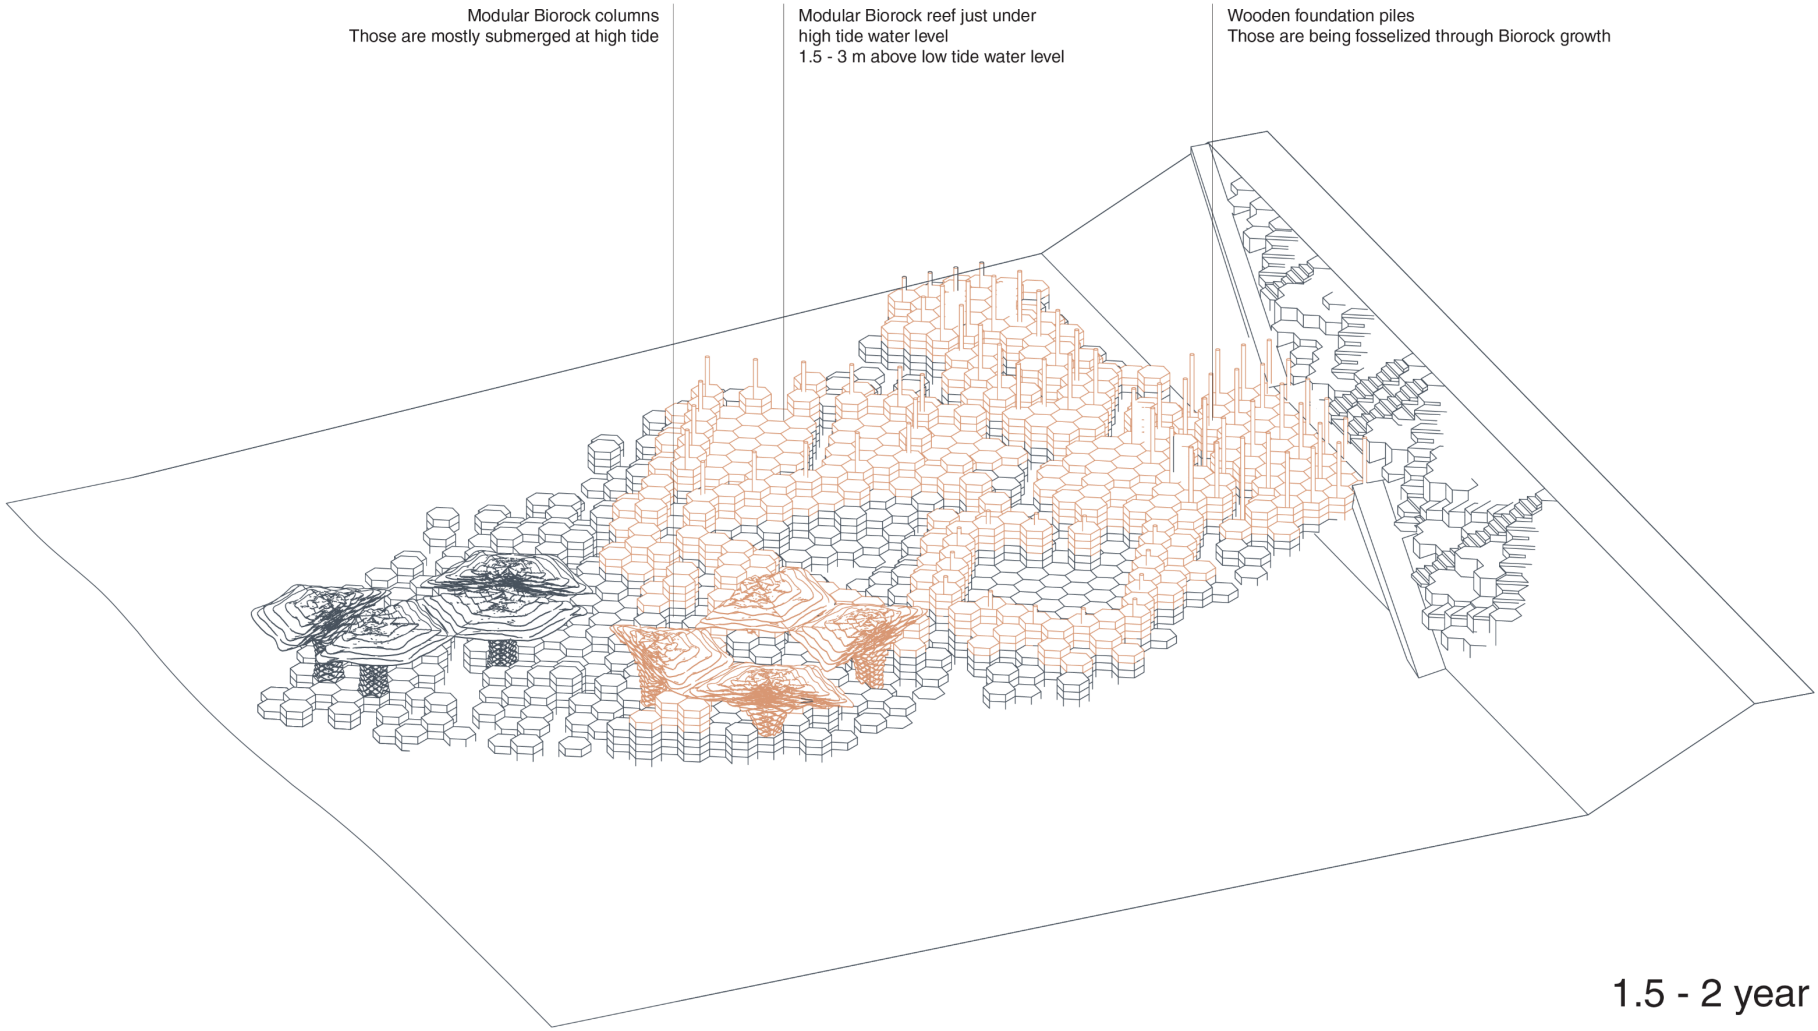 Modular Biorock columns
Those are mostly submerged at high tide
Modular Biorock reef just under
high tide water level
1.5 - 3 m above low tide water level
Wooden foundation piles
Those are being fosselized through Biorock growth
1.5 - 2 year